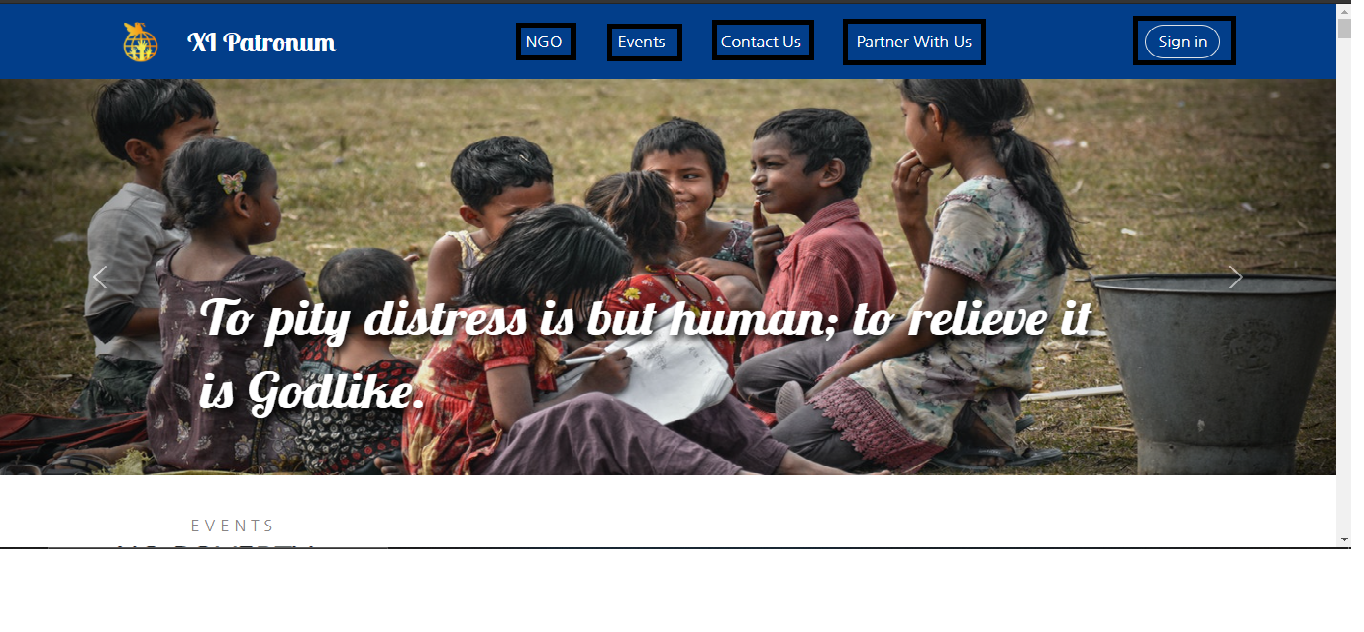 XI Patronum
NGO
Events
Contact Us
Partner With Us
Sign in
To pity distress is but human; to relieve it
is Godlike.
EVENTS